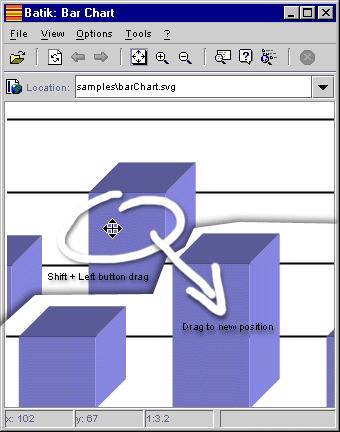 Batik: Bar Chart
File View Options Tools ?
Location: samples\barChart.svg
Shift + Left button drag
Drag to new position
x: 102 y: 67 1:3.2